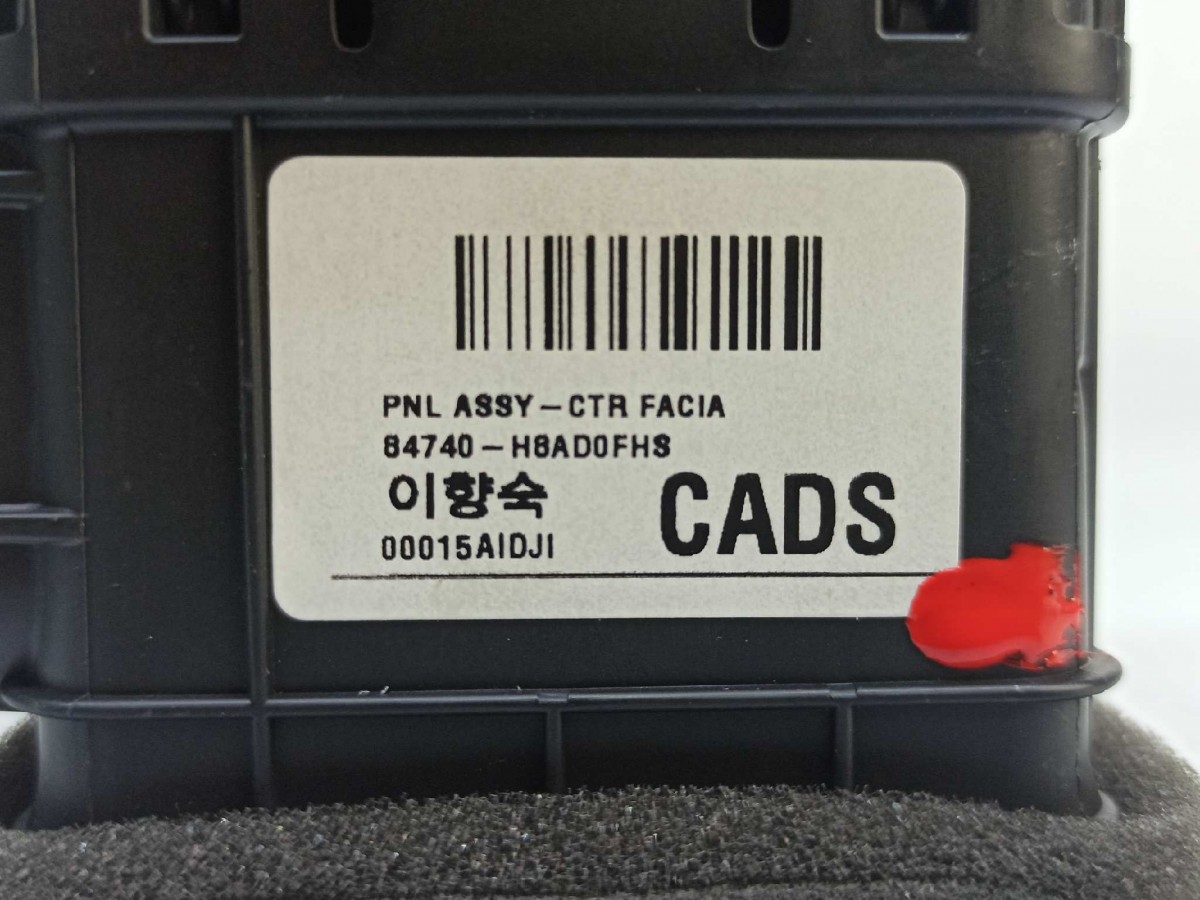 PNL ASSY-CTR FACIA
84740-H8AD0FHS
이향숙
CADS
00015AIDJI